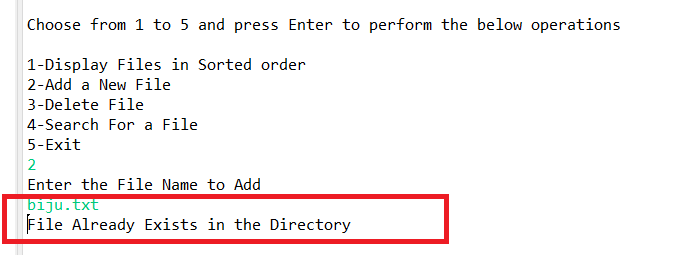 Choose from 1 to 5 and press Enter to perform the below operations
1-Display Files in Sorted order
2-Add a New File
3-Delete File
4-Search For a File
5-Exit
2
Enter the File Name to Add
biju.txt
File Already Exists in the Directory